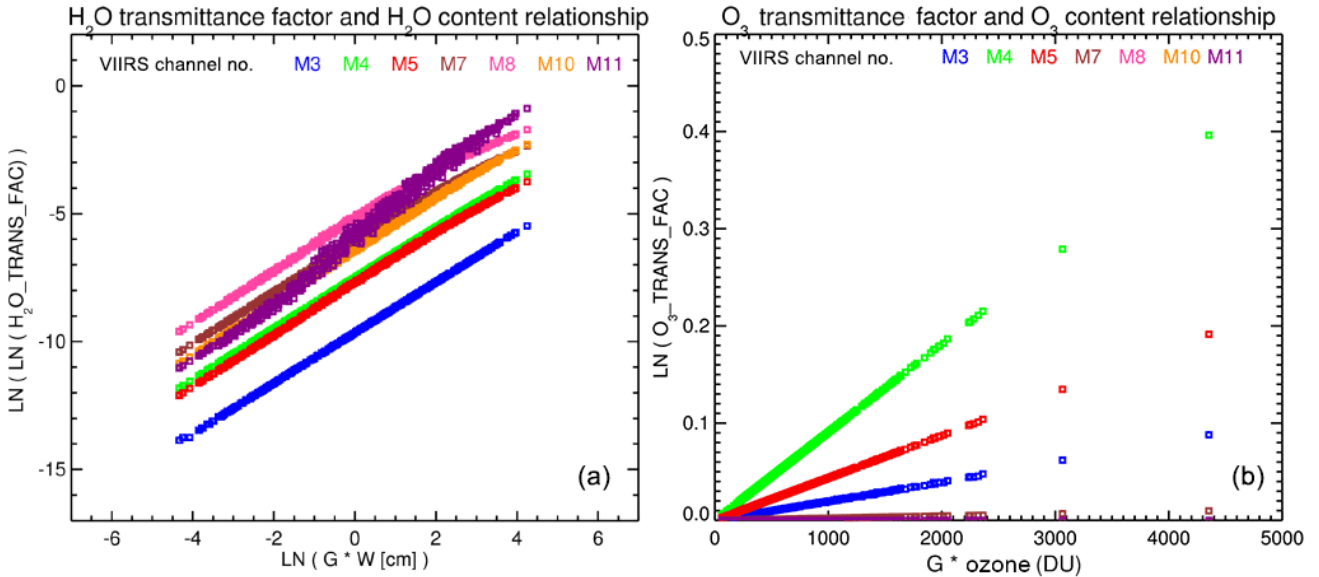 H2O transmittance factor and H2O content relationship
VIIRS channel no. M3 M4 M5 M7 M8 M10 M11
0
-5
-10
-15
LN ( LN ( H2O_TRANS_FAC))
(a)
-6 -4 -2 0 2 4 6
LN ( G * W [cm] )
O3 transmittance factor and O3 content relationship
VIIRS channel no. M3 M4 M5 M7 M8 M10 M11
0.5
0.4
0.3
0.2
0.1
0.0
LN ( O3_TRANS_FAC)
(b)
0 1000 2000 3000 4000 5000
G * ozone (DU)